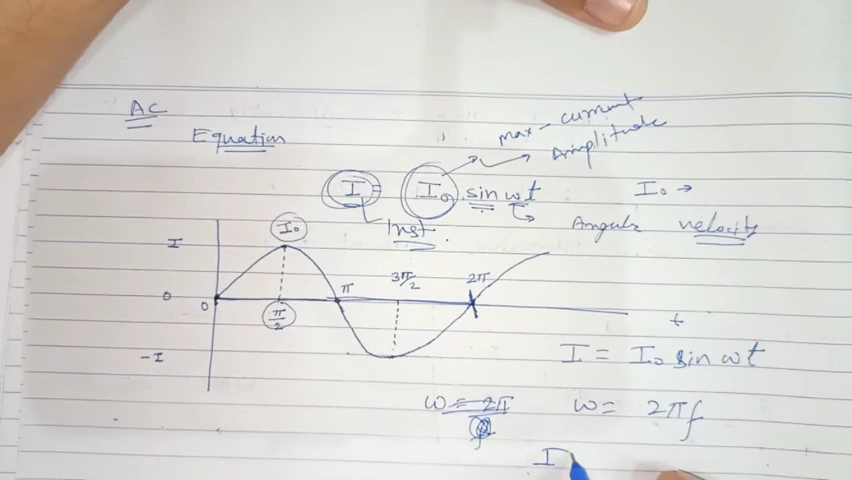 AC
Equation
max - current
Amplitude
I = I₀ sin ωt
I₀ →
Inst.
Angular velocity
I₀
I
0
0
π/2
π
3π/2
2π
t
-I
I = I₀ sin ωt
ω = 2π
f
ω = 2πf
I